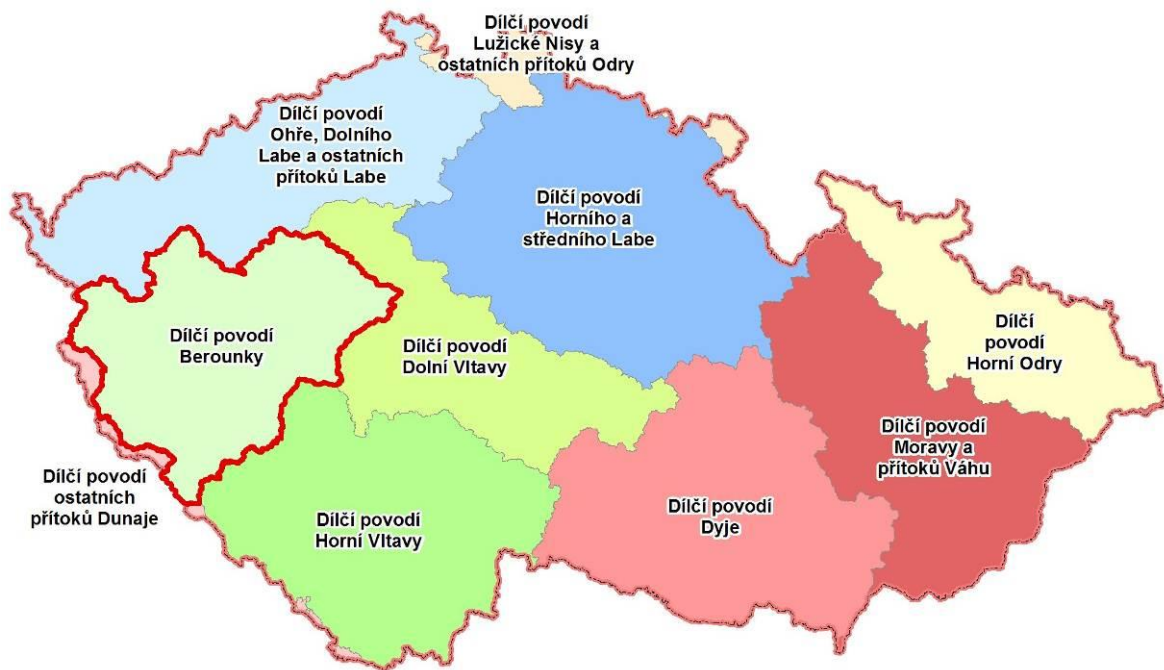 Dílčí povodí
Lužické Nisy a
ostatních přítoků Odry
Dílčí povodí
Ohře, Dolního
Labe a ostatních
přítoků Labe
Dílčí povodí
Horního a
středního Labe
Dílčí povodí
Berounky
Dílčí povodí
Dolní Vltavy
Dílčí
povodí
Horní Odry
Dílčí povodí
Moravy a
přítoků Váhu
Dílčí povodí
ostatních
přítoků Dunaje
Dílčí povodí
Horní Vltavy
Dílčí povodí
Dyje